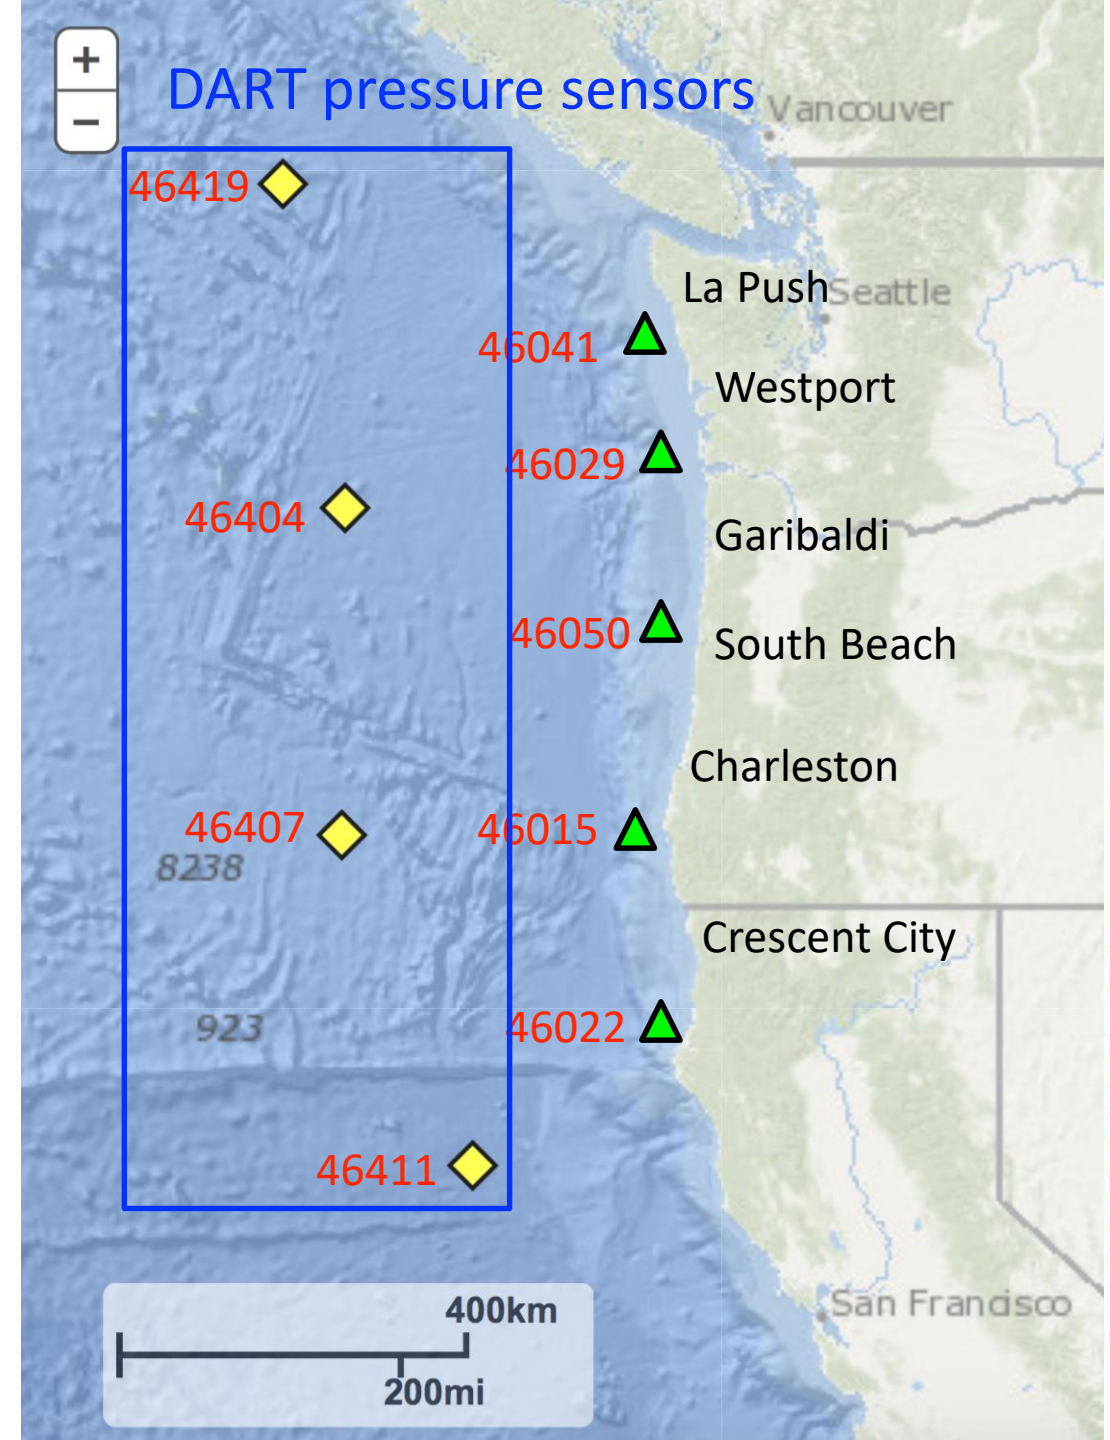 +
DART pressure sensors
−
Vancouver
46419
La Push
Seattle
46041
Westport
46029
46404
Garibaldi
46050
South Beach
Charleston
46407
46015
8238
Crescent City
923
46022
46411
400km
San Francisco
200mi